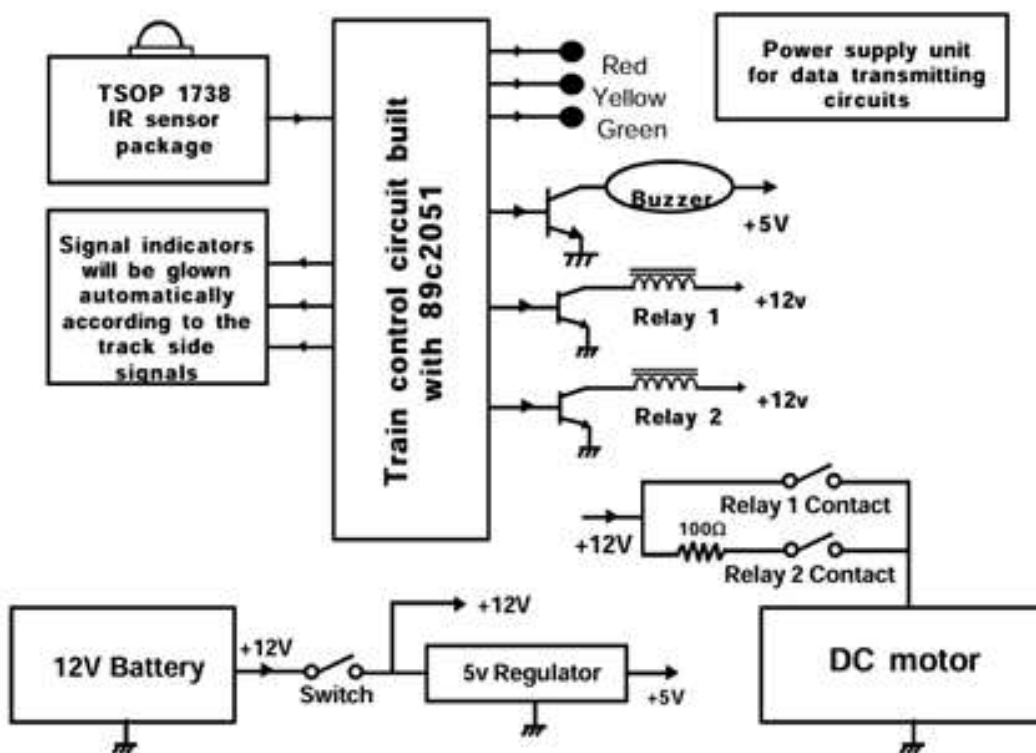 TSOP 1738
IR sensor
package
Signal indicators
will be glown
automatically
according to the
track side
signals
Train control circuit built
with 89c2051
Red
Yellow
Green
Power supply unit
for data transmitting
circuits
Buzzer
+5V
Relay 1
+12v
Relay 2
+12v
+12V
100Ω
Relay 1 Contact
Relay 2 Contact
12V Battery
+12V
Switch
+12V
5v Regulator
+5V
DC motor